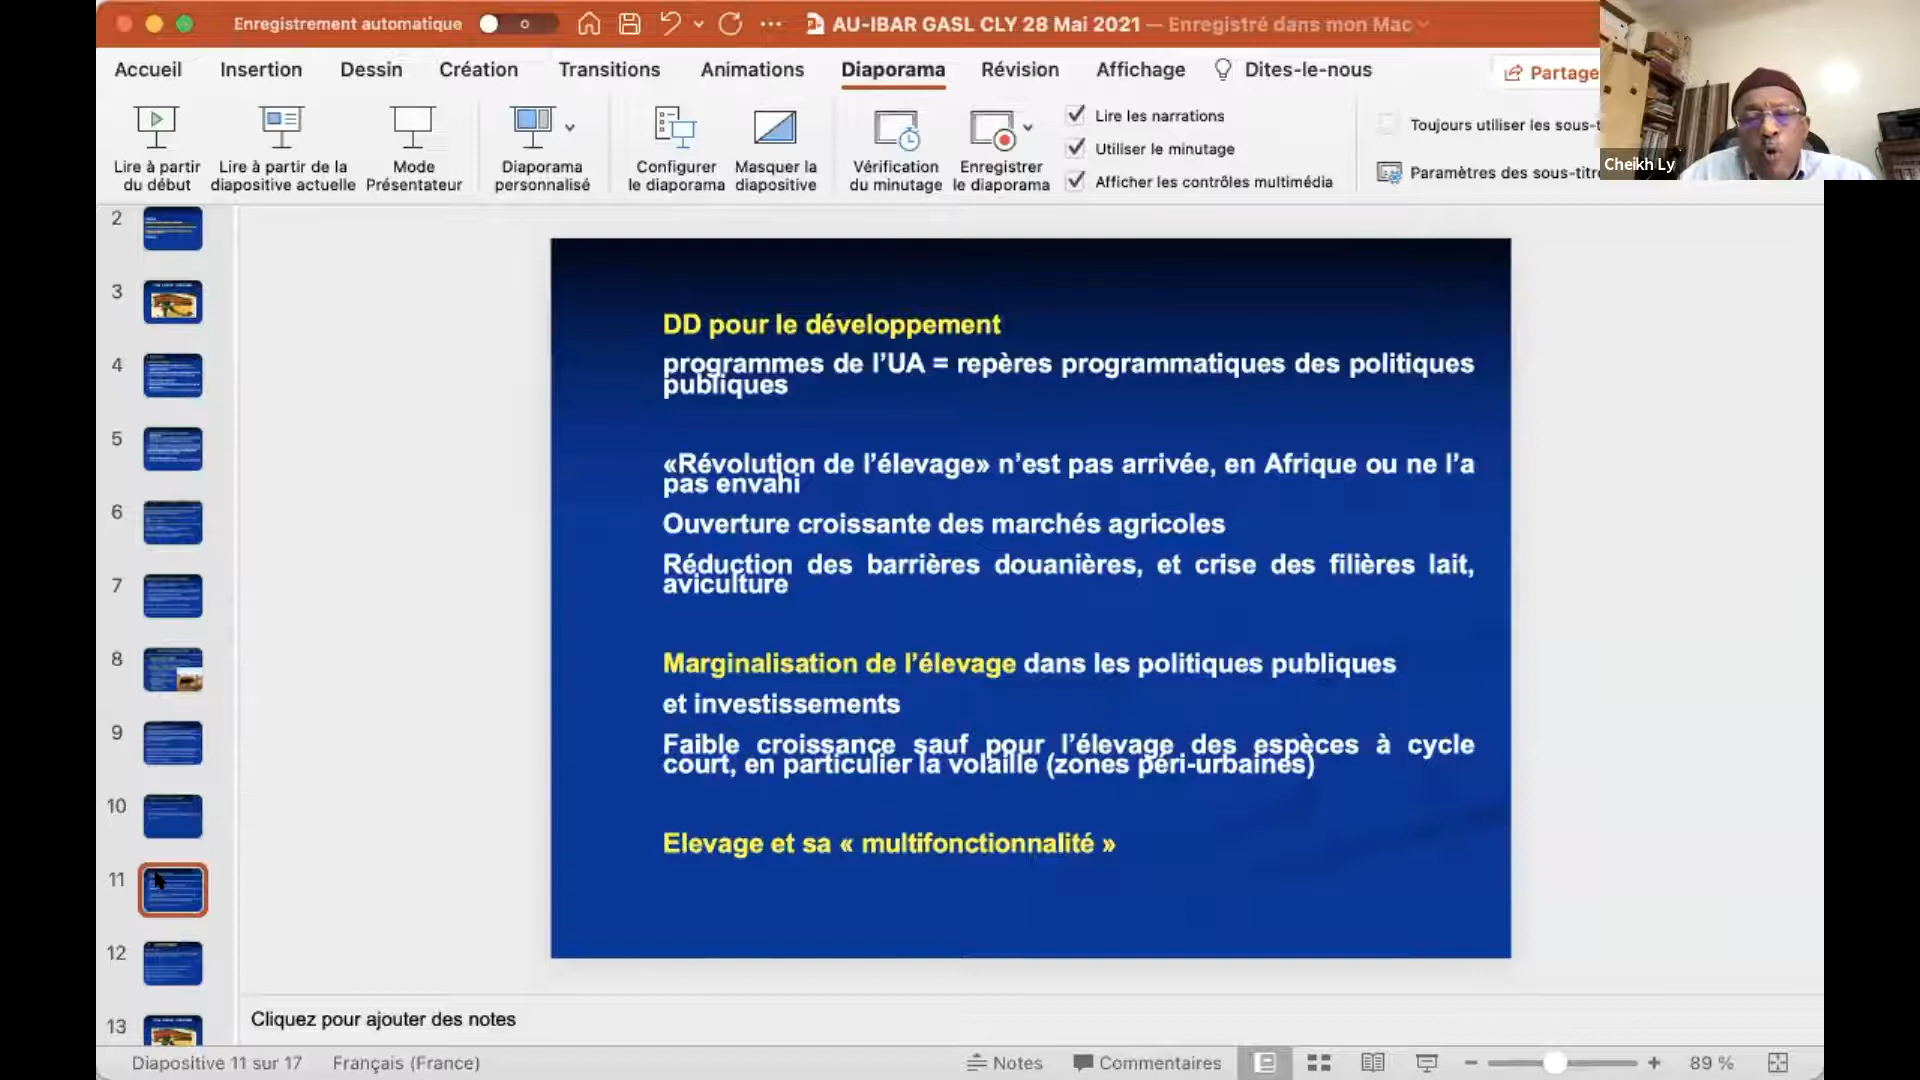 Enregistrement automatique
AU-IBAR GASL CLY 28 Mai 2021 — Enregistré dans mon Mac
Accueil Insertion Dessin Création Transitions Animations Diaporama Révision Affichage Dites-le-nous
Partage
Lire à partir
du début
Lire à partir de la
diapositive actuelle
Mode
Présentateur
Diaporama
personnalisé
Configurer
le diaporama
Masquer la
diapositive
Vérification
du minutage
Enregistrer
le diaporama
Lire les narrations
Utiliser le minutage
Afficher les contrôles multimédia
Toujours utiliser les sous-t
Paramètres des sous-titre
Cheikh Ly
2
3
4
5
6
7
8
9
10
11
12
13
DD pour le développement
programmes de l’UA = repères programmatiques des politiques
publiques
«Révolution de l’élevage» n’est pas arrivée, en Afrique ou ne l’a
pas envahi
Ouverture croissante des marchés agricoles
Réduction des barrières douanières, et crise des filières lait,
aviculture
Marginalisation de l’élevage dans les politiques publiques
et investissements
Faible croissance sauf pour l’élevage des espèces à cycle
court, en particulier la volaille (zones péri-urbaines)
Elevage et sa « multifonctionnalité »
Cliquez pour ajouter des notes
Diapositive 11 sur 17 Français (France) Notes Commentaires 89 %